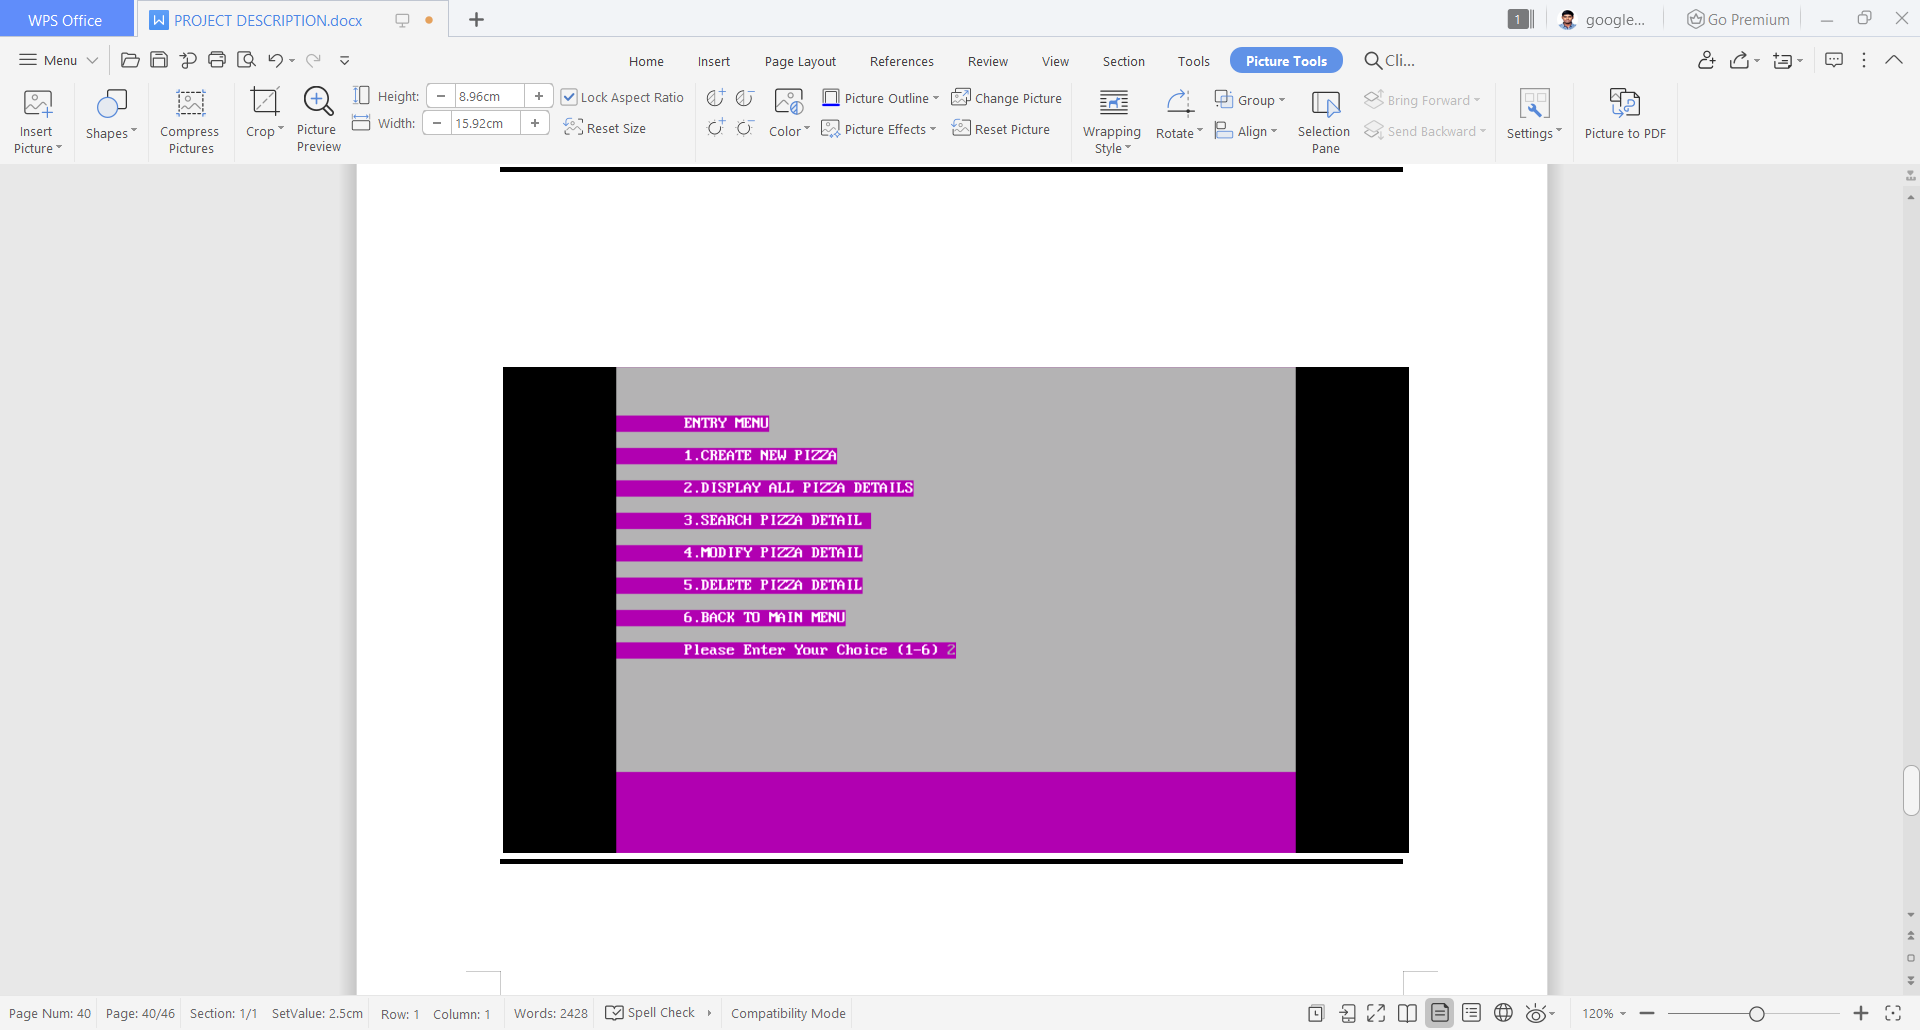 WPS Office
PROJECT DESCRIPTION.docx
1
google...
Go Premium
Menu
Home
Insert
Page Layout
References
Review
View
Section
Tools
Picture Tools
Cli...
Insert Picture
Shapes
Compress Pictures
Crop
Picture Preview
Height: 8.96cm
Width: 15.92cm
Lock Aspect Ratio
Reset Size
Color
Picture Outline
Picture Effects
Change Picture
Reset Picture
Wrapping Style
Rotate
Group
Align
Selection Pane
Bring Forward
Send Backward
Settings
Picture to PDF
ENTRY MENU
1.CREATE NEW PIZZA
2.DISPLAY ALL PIZZA DETAILS
3.SEARCH PIZZA DETAIL
4.MODIFY PIZZA DETAIL
5.DELETE PIZZA DETAIL
6.BACK TO MAIN MENU
Please Enter Your Choice (1-6) 2
Page Num: 40 Page: 40/46 Section: 1/1 SetValue: 2.5cm Row: 1 Column: 1 Words: 2428 Spell Check Compatibility Mode 120%